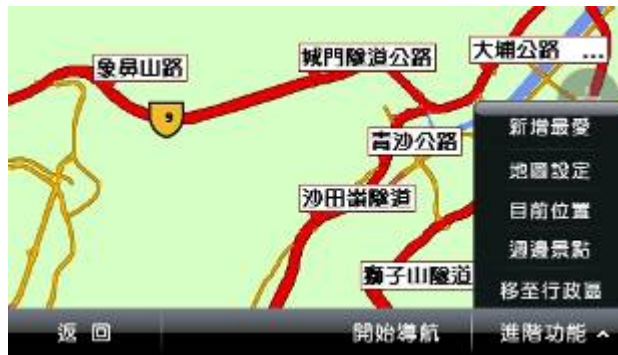 象鼻山路
城門隧道公路
大埔公路 ...
9
青沙公路
沙田嶺隧道
獅子山隧道
新增最愛
地圖設定
目前位置
週邊景點
移至行政區
返回
開始導航
進階功能